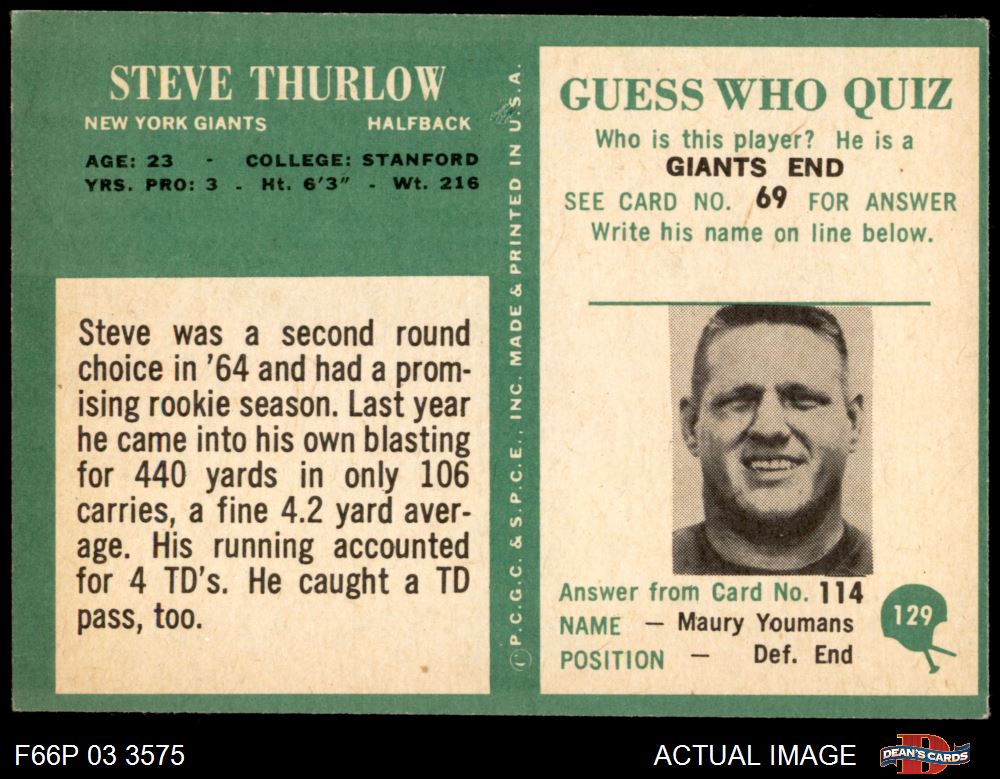 STEVE THURLOW
NEW YORK GIANTS HALFBACK
AGE: 23 - COLLEGE: STANFORD
YRS. PRO: 3 - Ht. 6'3" - Wt. 216
Steve was a second round
choice in '64 and had a prom-
ising rookie season. Last year
he came into his own blasting
for 440 yards in only 106
carries, a fine 4.2 yard aver-
age. His running accounted
for 4 TD's. He caught a TD
pass, too.
©P.C.G.C. & S.P.C.E., INC. MADE & PRINTED IN U.S.A.
GUESS WHO QUIZ
Who is this player? He is a
GIANTS END
SEE CARD NO. 69 FOR ANSWER
Write his name on line below.
Answer from Card No. 114
NAME — Maury Youmans
POSITION — Def. End
129
F66P 03 3575
ACTUAL IMAGE
DEAN'S CARDS